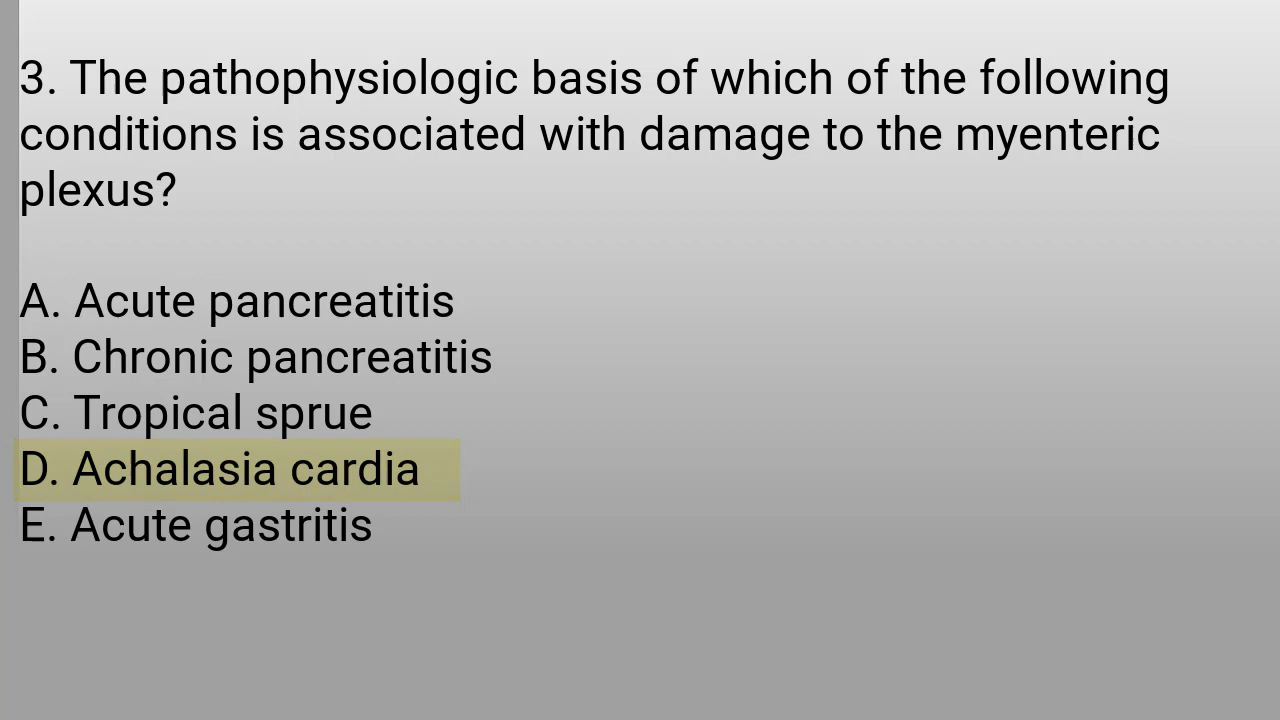 3. The pathophysiologic basis of which of the following
conditions is associated with damage to the myenteric
plexus?
A. Acute pancreatitis
B. Chronic pancreatitis
C. Tropical sprue
D. Achalasia cardia
E. Acute gastritis